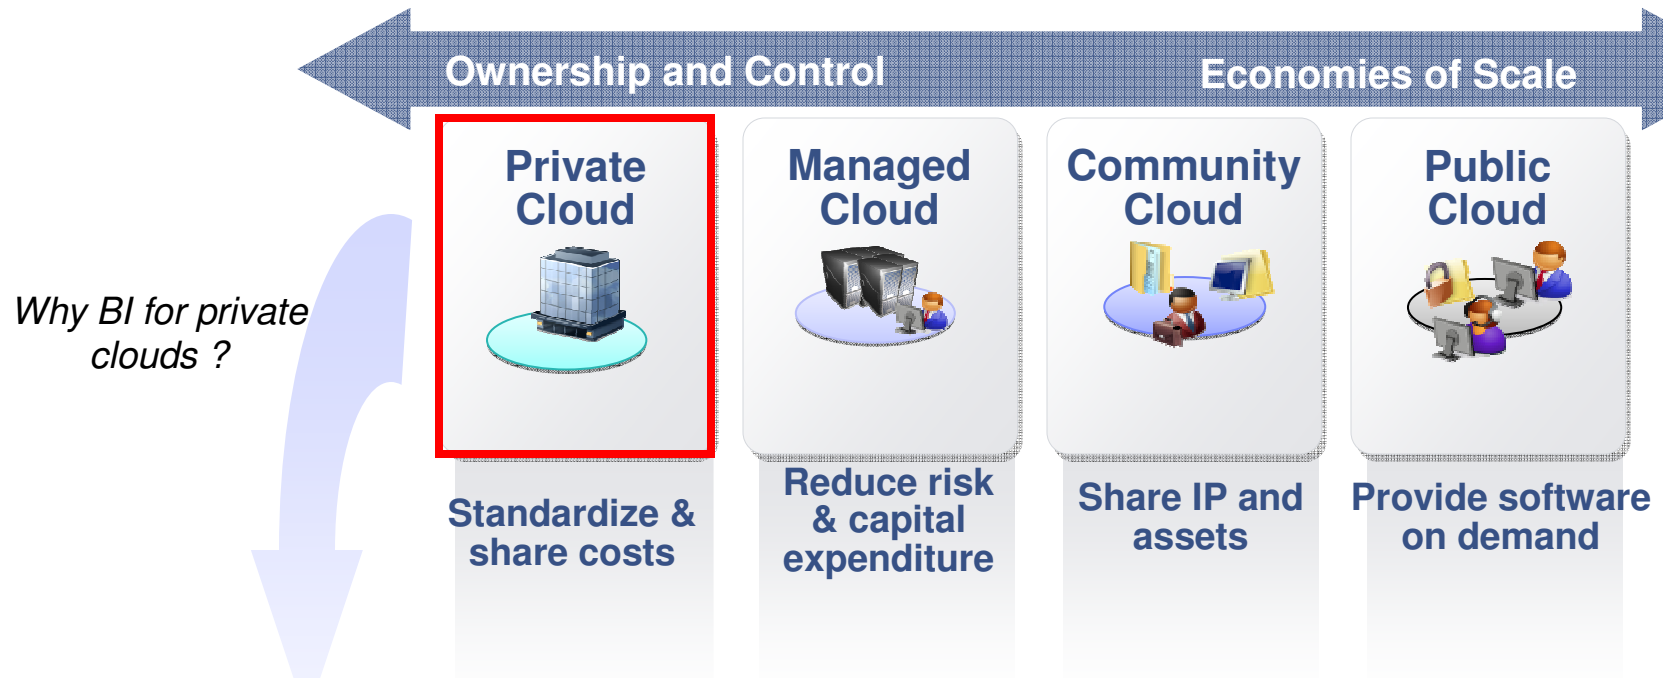 Ownership and Control
Economies of Scale
Private
Cloud
Managed
Cloud
Community
Cloud
Public
Cloud
Why BI for private
clouds ?
Standardize &
share costs
Reduce risk
& capital
expenditure
Share IP and
assets
Provide software
on demand